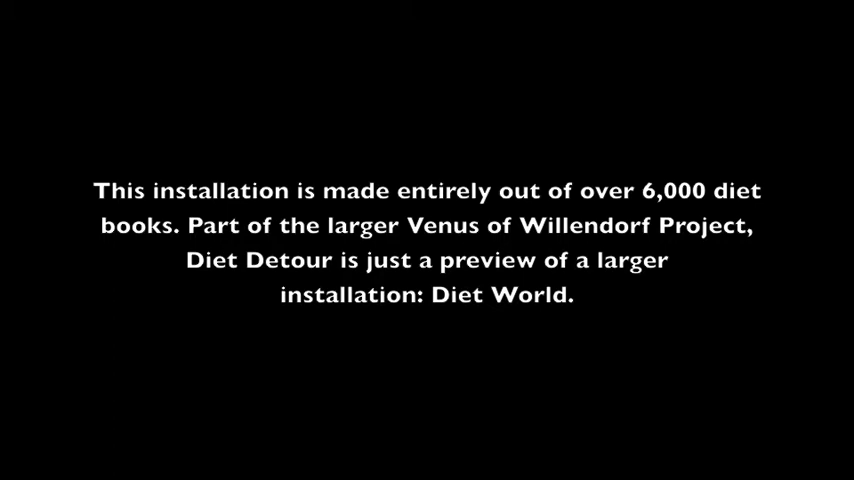 This installation is made entirely out of over 6,000 diet
books. Part of the larger Venus of Willendorf Project,
Diet Detour is just a preview of a larger
installation: Diet World.